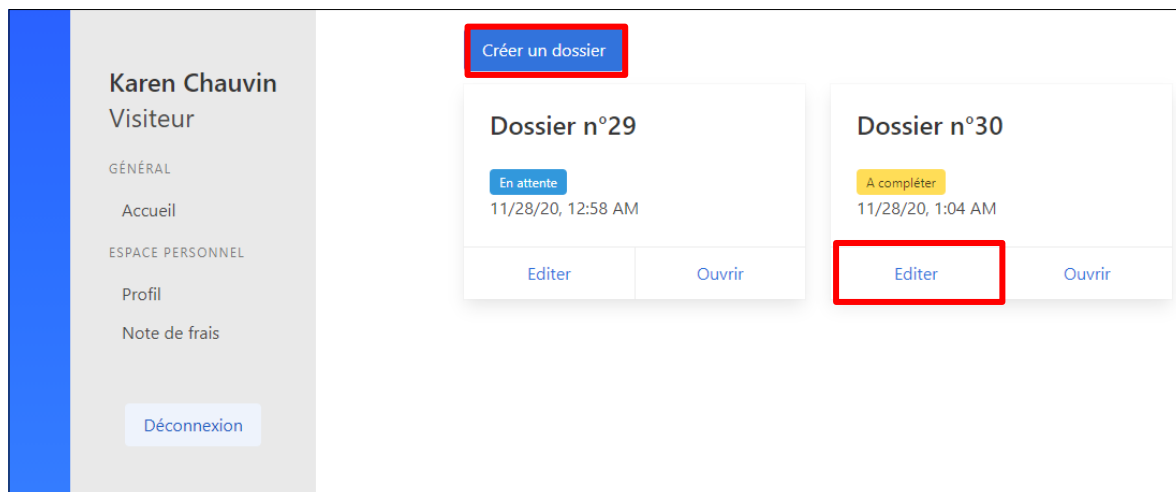 Karen Chauvin
Visiteur
GÉNÉRAL
Accueil
ESPACE PERSONNEL
Profil
Note de frais
Déconnexion
Créer un dossier
Dossier n°29
En attente
11/28/20, 12:58 AM
Editer
Ouvrir
Dossier n°30
A compléter
11/28/20, 1:04 AM
Editer
Ouvrir